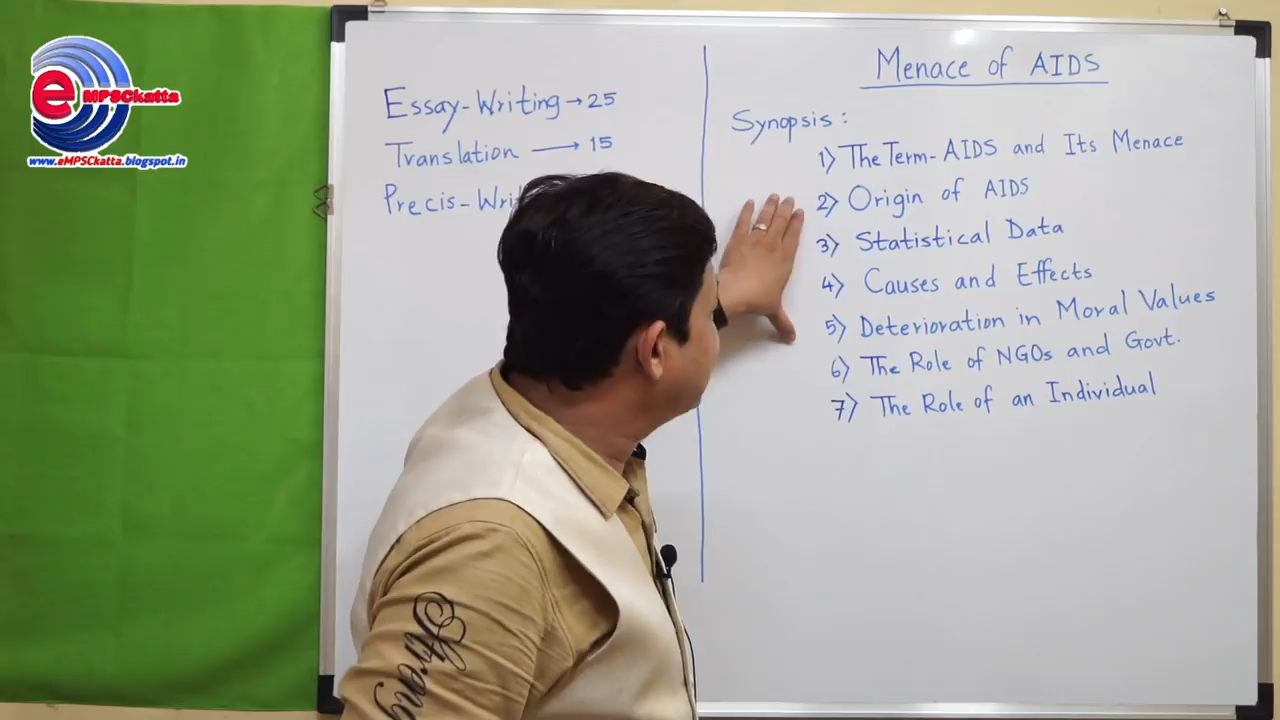 eMPSCkatta
www.eMPSCkatta.blogspot.in
Essay-Writing → 25
Translation → 15
Precis-
Menace of AIDS
Synopsis :
1) The Term-AIDS and Its Menace
2) Origin of AIDS
3) Statistical Data
4) Causes and Effects
5) Deterioration in Moral Values
6) The Role of NGOs and Govt.
7) The Role of an Individual
Strong